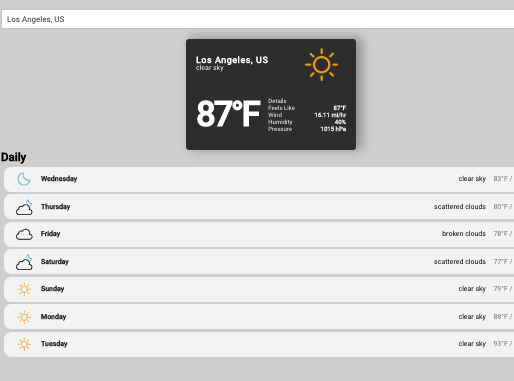 Los Angeles, US
Los Angeles, US
clear sky
87°F
Details
Feels Like 87°F
Wind 16.11 mi/hr
Humidity 40%
Pressure 1015 hPa
Daily
Wednesday clear sky 83°F /
Thursday scattered clouds 80°F /
Friday broken clouds 78°F /
Saturday scattered clouds 77°F /
Sunday clear sky 79°F /
Monday clear sky 88°F /
Tuesday clear sky 93°F /